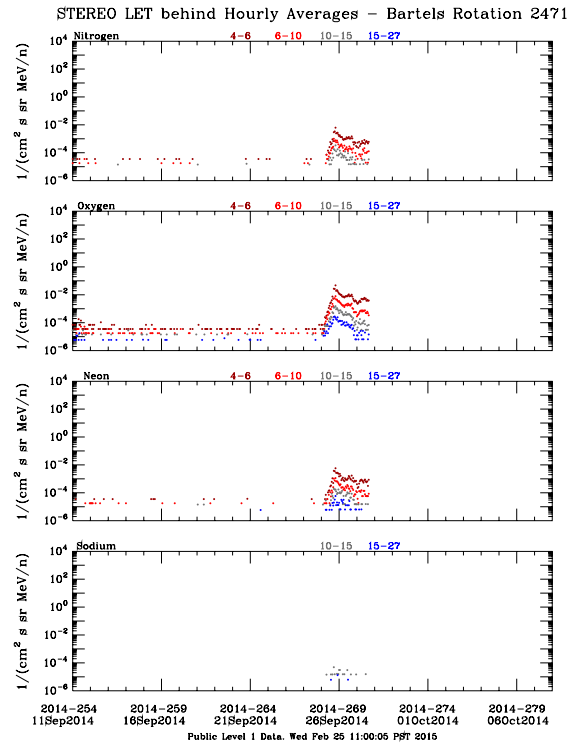 STEREO LET behind Hourly Averages – Bartels Rotation 2471
Nitrogen 4–6 6–10 10–15 15–27
10^4
10^2
10^0
10^-2
10^-4
10^-6
1/(cm^2 s sr MeV/n)
Oxygen 4–6 6–10 10–15 15–27
10^4
10^2
10^0
10^-2
10^-4
10^-6
1/(cm^2 s sr MeV/n)
Neon 4–6 6–10 10–15 15–27
10^4
10^2
10^0
10^-2
10^-4
10^-6
1/(cm^2 s sr MeV/n)
Sodium 10–15 15–27
10^4
10^2
10^0
10^-2
10^-4
10^-6
1/(cm^2 s sr MeV/n)
2014–254 2014–259 2014–264 2014–269 2014–274 2014–279
11Sep2014 16Sep2014 21Sep2014 26Sep2014 01Oct2014 06Oct2014
Public Level 1 Data. Wed Feb 25 11:00:05 PST 2015